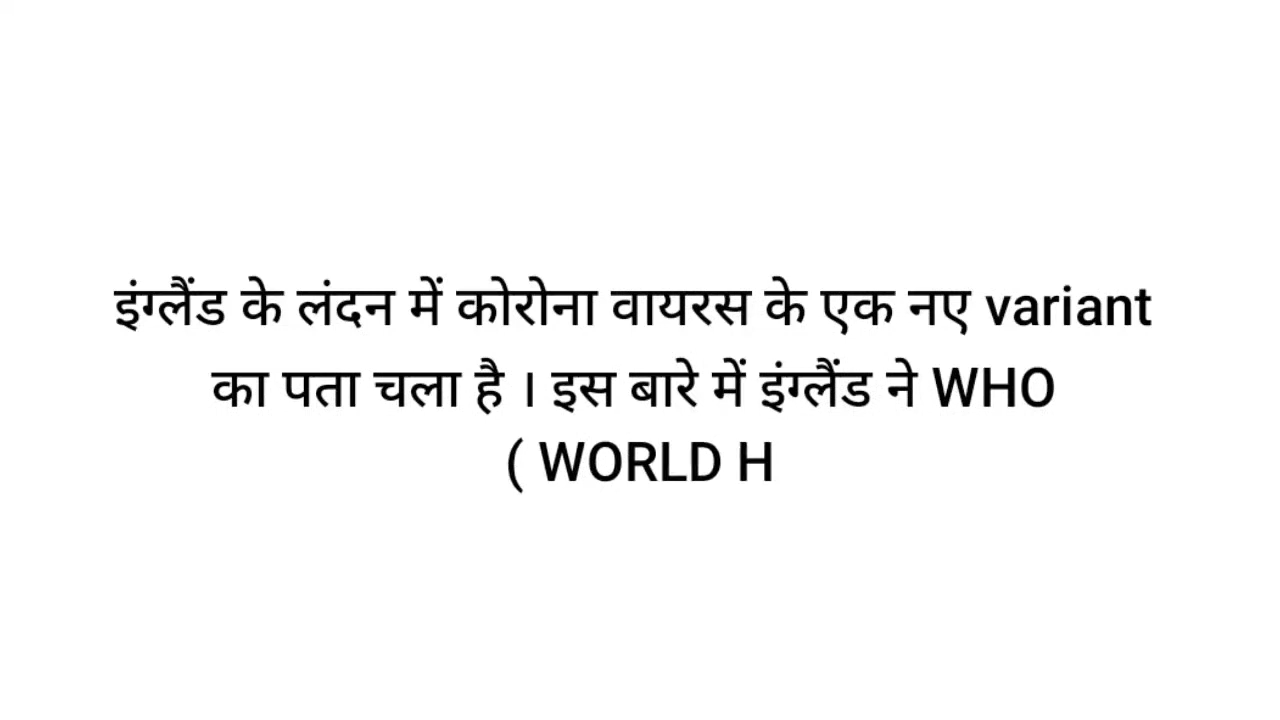 इंग्लैंड के लंदन में कोरोना वायरस के एक नए variant
का पता चला है । इस बारे में इंग्लैंड ने WHO
( WORLD H